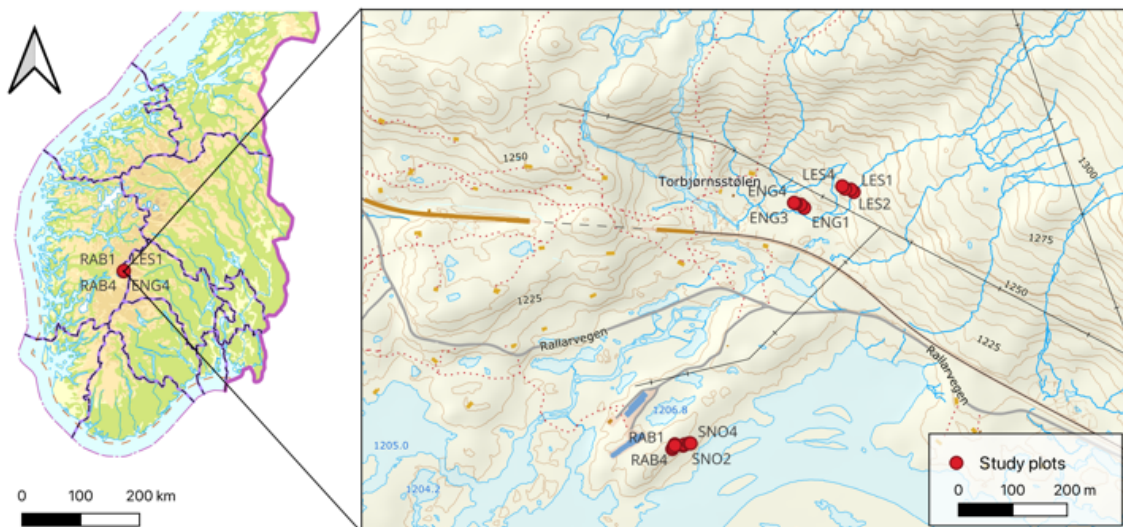 RAB1 LES1
RAB4 ENG4
0 100 200 km
1250
Torbjørnsstølen
LES4 LES1
ENG4 LES2
ENG3 ENG1
1300
1275
1250
1225
1225
Rallarvegen
Rallarvegen
1206.8
1205.0
1204.2
RAB1 SNO4
RAB4 SNO2
Study plots
0 100 200 m